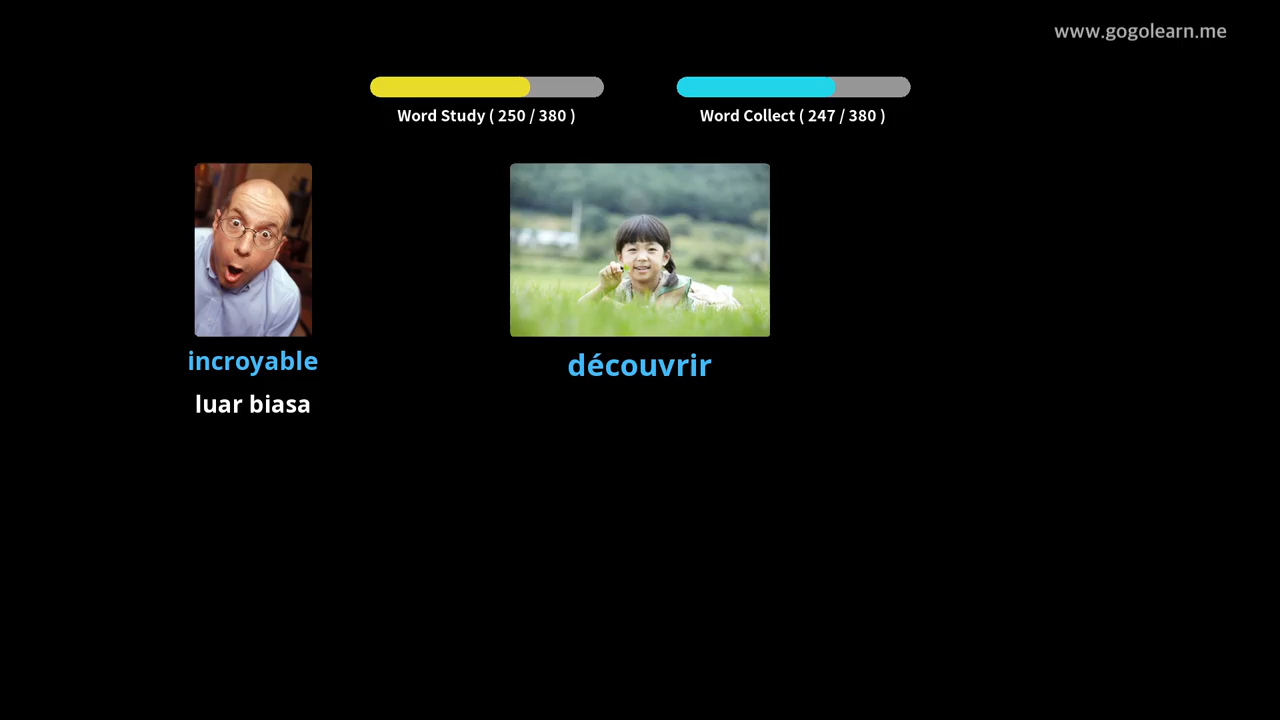 www.gogolearn.me
Word Study ( 250 / 380 )
Word Collect ( 247 / 380 )
incroyable
luar biasa
découvrir